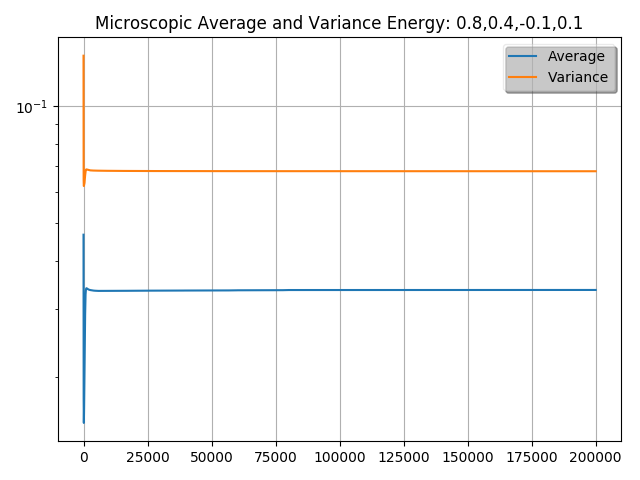 Microscopic Average and Variance Energy: 0.8,0.4,-0.1,0.1
Average
Variance
10⁻¹
0 25000 50000 75000 100000 125000 150000 175000 200000